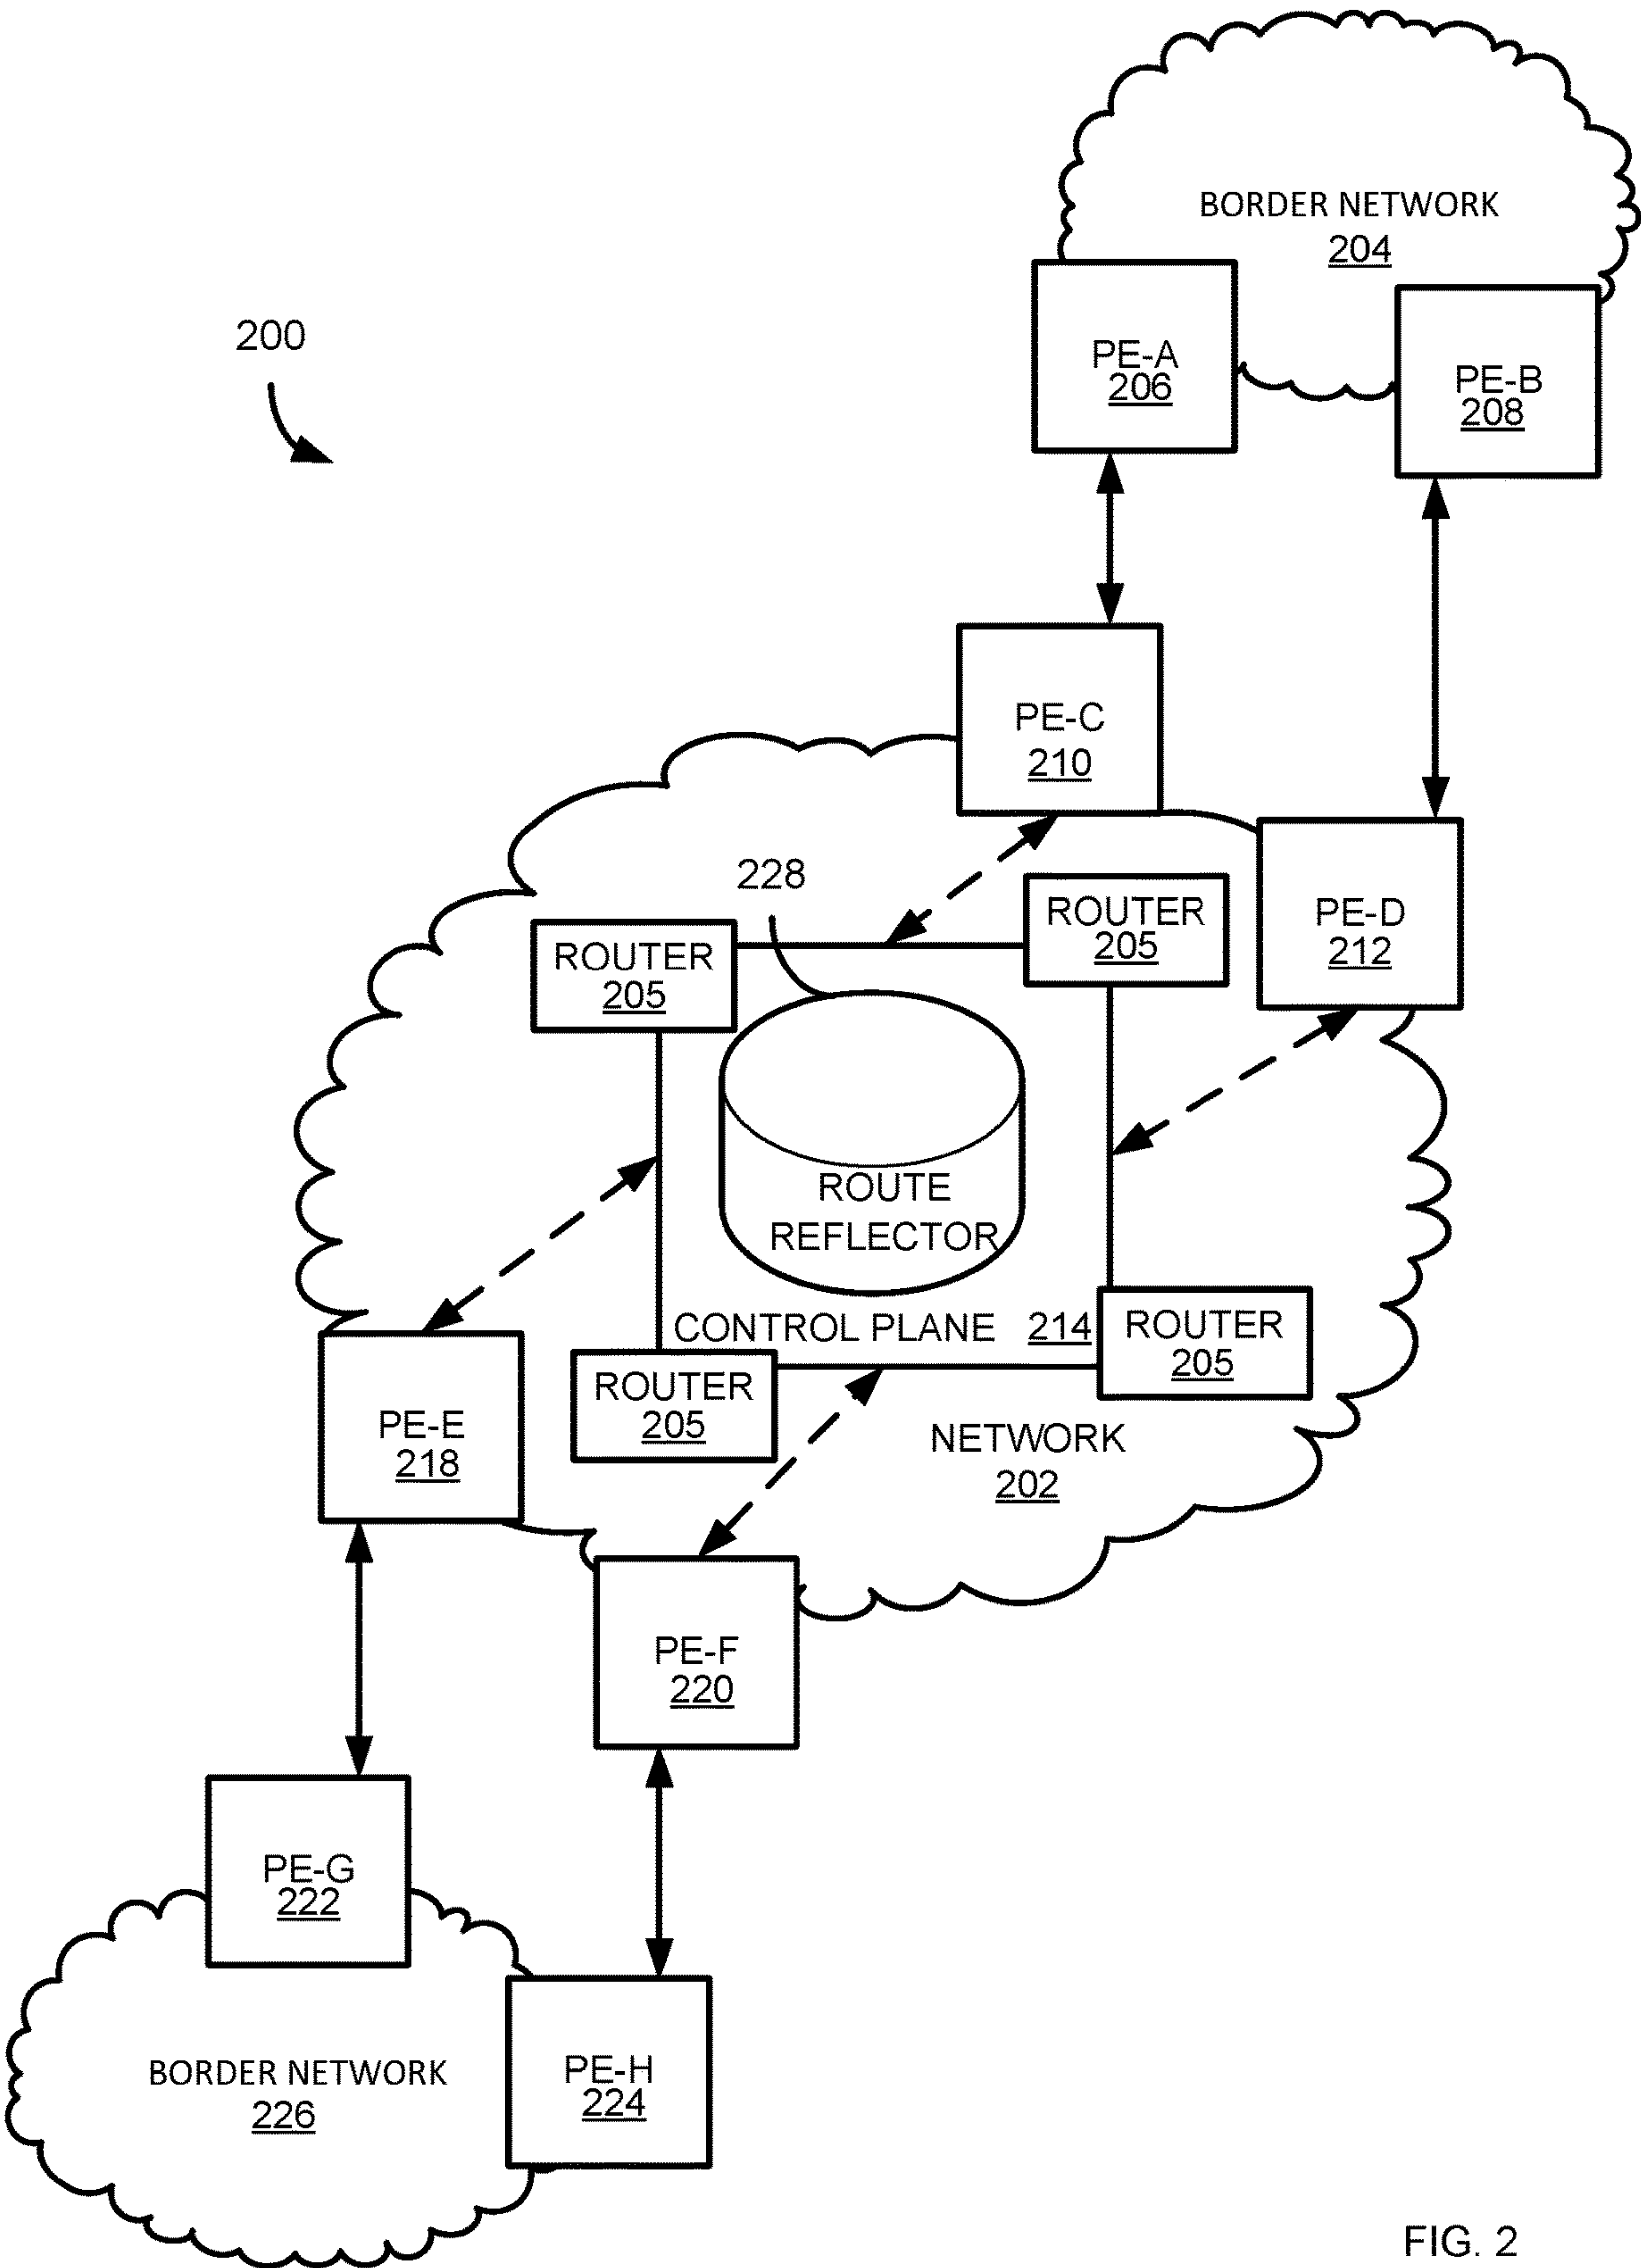 BORDER NETWORK
204
200
PE-A
206
PE-B
208
PE-C
210
228
ROUTER
205
ROUTER
205
PE-D
212
ROUTE
REFLECTOR
CONTROL PLANE 214
ROUTER
205
ROUTER
205
PE-E
218
NETWORK
202
PE-F
220
PE-G
222
PE-H
224
BORDER NETWORK
226
FIG. 2